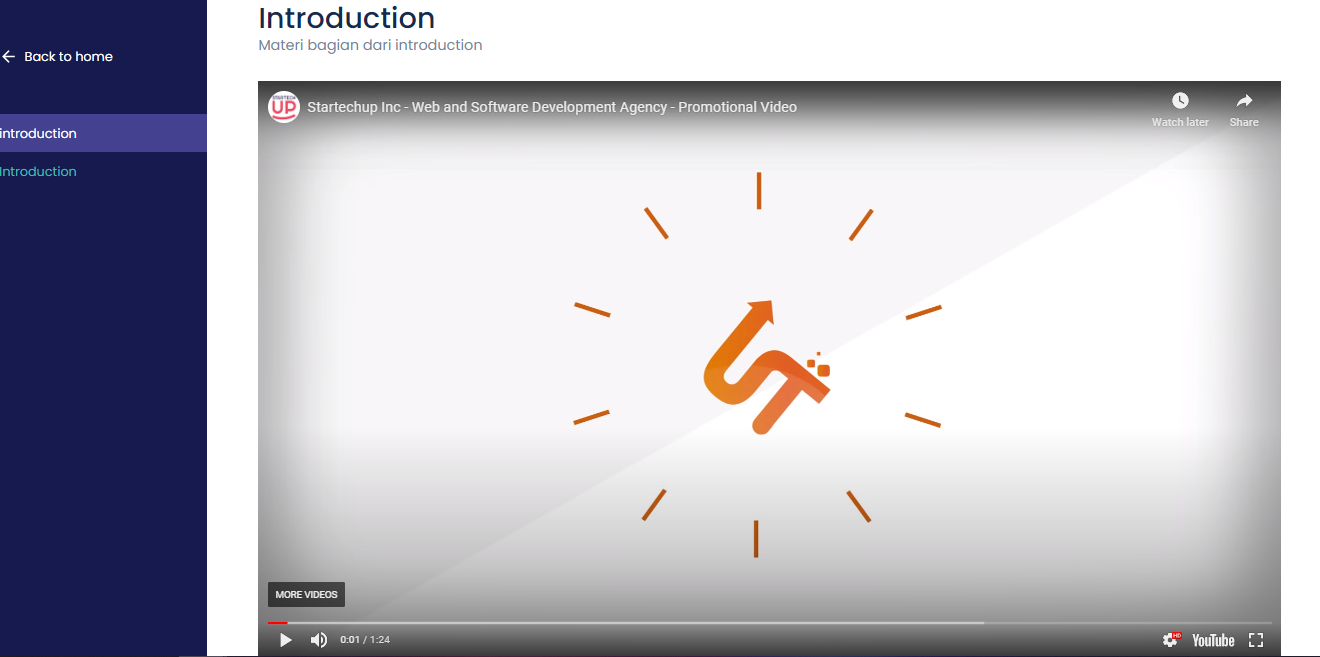 Introduction
Materi bagian dari introduction
Back to home
introduction
Introduction
STARTECH
UP
Startechup Inc - Web and Software Development Agency - Promotional Video
Watch later
Share
MORE VIDEOS
0:01 / 1:24
HD
YouTube